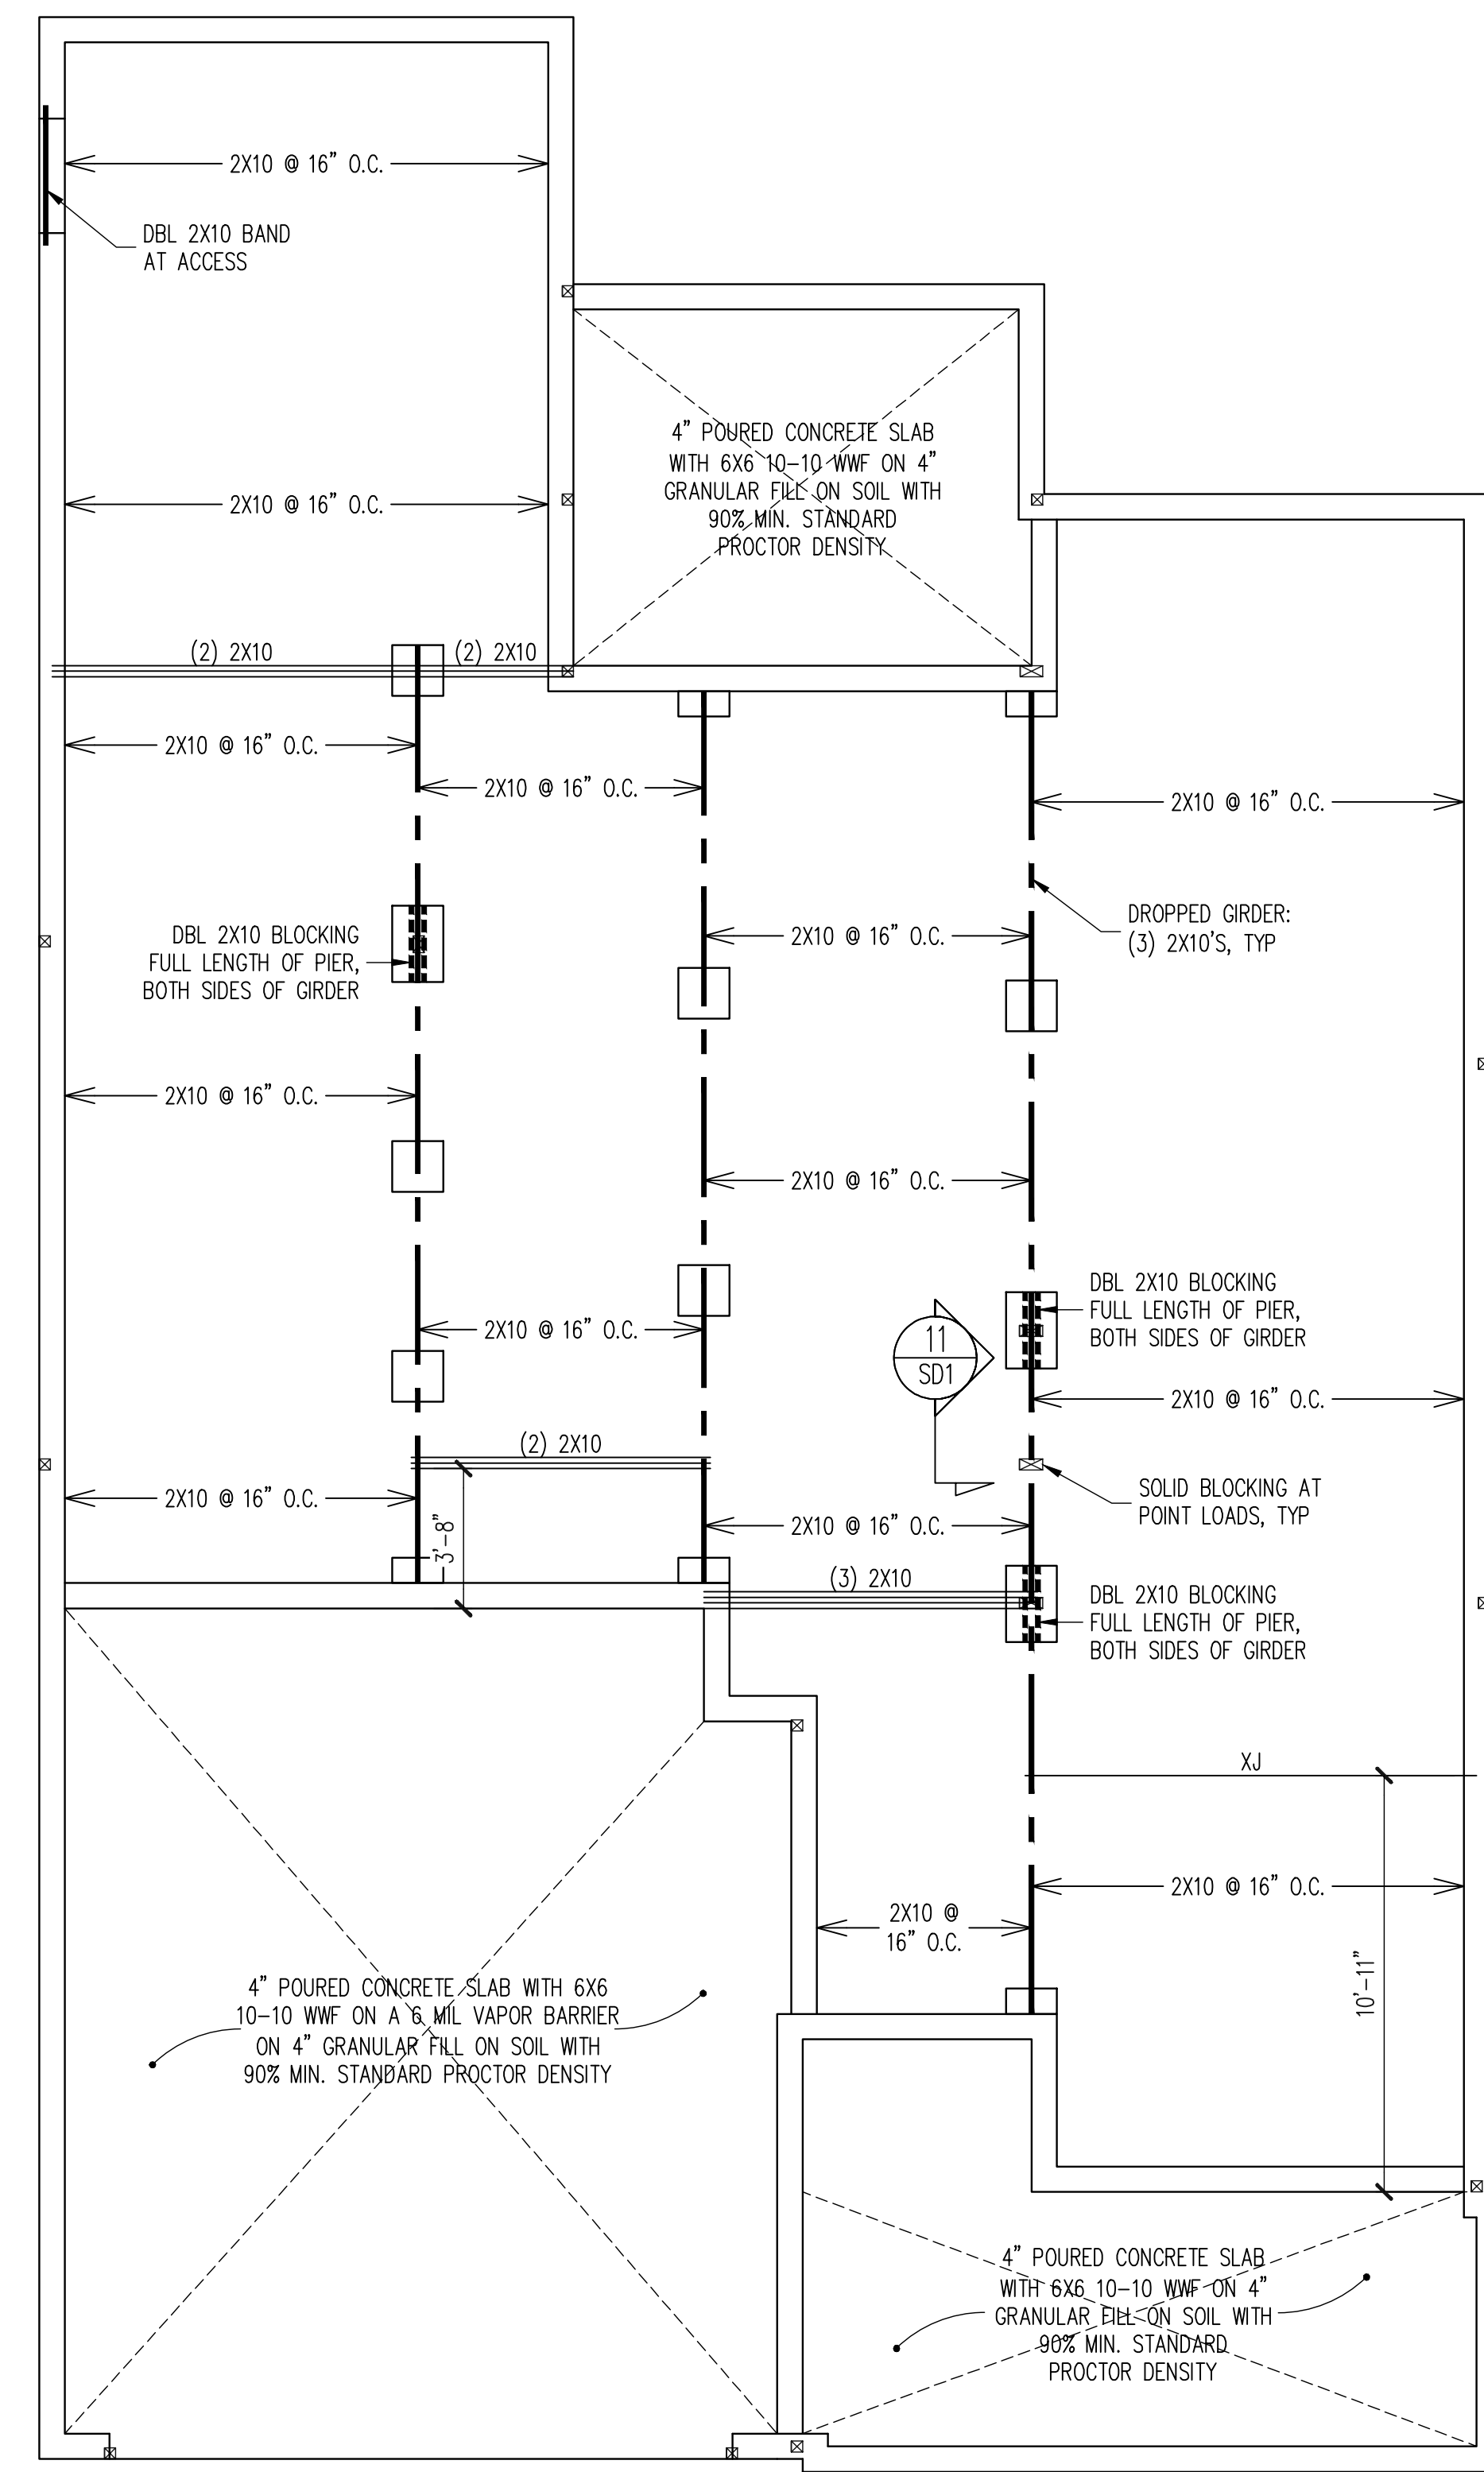 2X10 @ 16" O.C.
DBL 2X10 BAND
AT ACCESS
4" POURED CONCRETE SLAB
WITH 6X6 10-10 WWF ON 4"
GRANULAR FILL ON SOIL WITH
90% MIN. STANDARD
PROCTOR DENSITY
2X10 @ 16" O.C.
(2) 2X10
(2) 2X10
2X10 @ 16" O.C.
2X10 @ 16" O.C.
2X10 @ 16" O.C.
DROPPED GIRDER:
(3) 2X10'S, TYP
DBL 2X10 BLOCKING
FULL LENGTH OF PIER,
BOTH SIDES OF GIRDER
2X10 @ 16" O.C.
2X10 @ 16" O.C.
2X10 @ 16" O.C.
DBL 2X10 BLOCKING
FULL LENGTH OF PIER,
BOTH SIDES OF GIRDER
2X10 @ 16" O.C.
11
SD1
2X10 @ 16" O.C.
(2) 2X10
2X10 @ 16" O.C.
3'-8"
SOLID BLOCKING AT
POINT LOADS, TYP
2X10 @ 16" O.C.
(3) 2X10
DBL 2X10 BLOCKING
FULL LENGTH OF PIER,
BOTH SIDES OF GIRDER
XJ
2X10 @ 16" O.C.
2X10 @
16" O.C.
10'-11"
4" POURED CONCRETE SLAB WITH 6X6
10-10 WWF ON A 6 MIL VAPOR BARRIER
ON 4" GRANULAR FILL ON SOIL WITH
90% MIN. STANDARD PROCTOR DENSITY
4" POURED CONCRETE SLAB
WITH 6X6 10-10 WWF ON 4"
GRANULAR FILL ON SOIL WITH
90% MIN. STANDARD
PROCTOR DENSITY